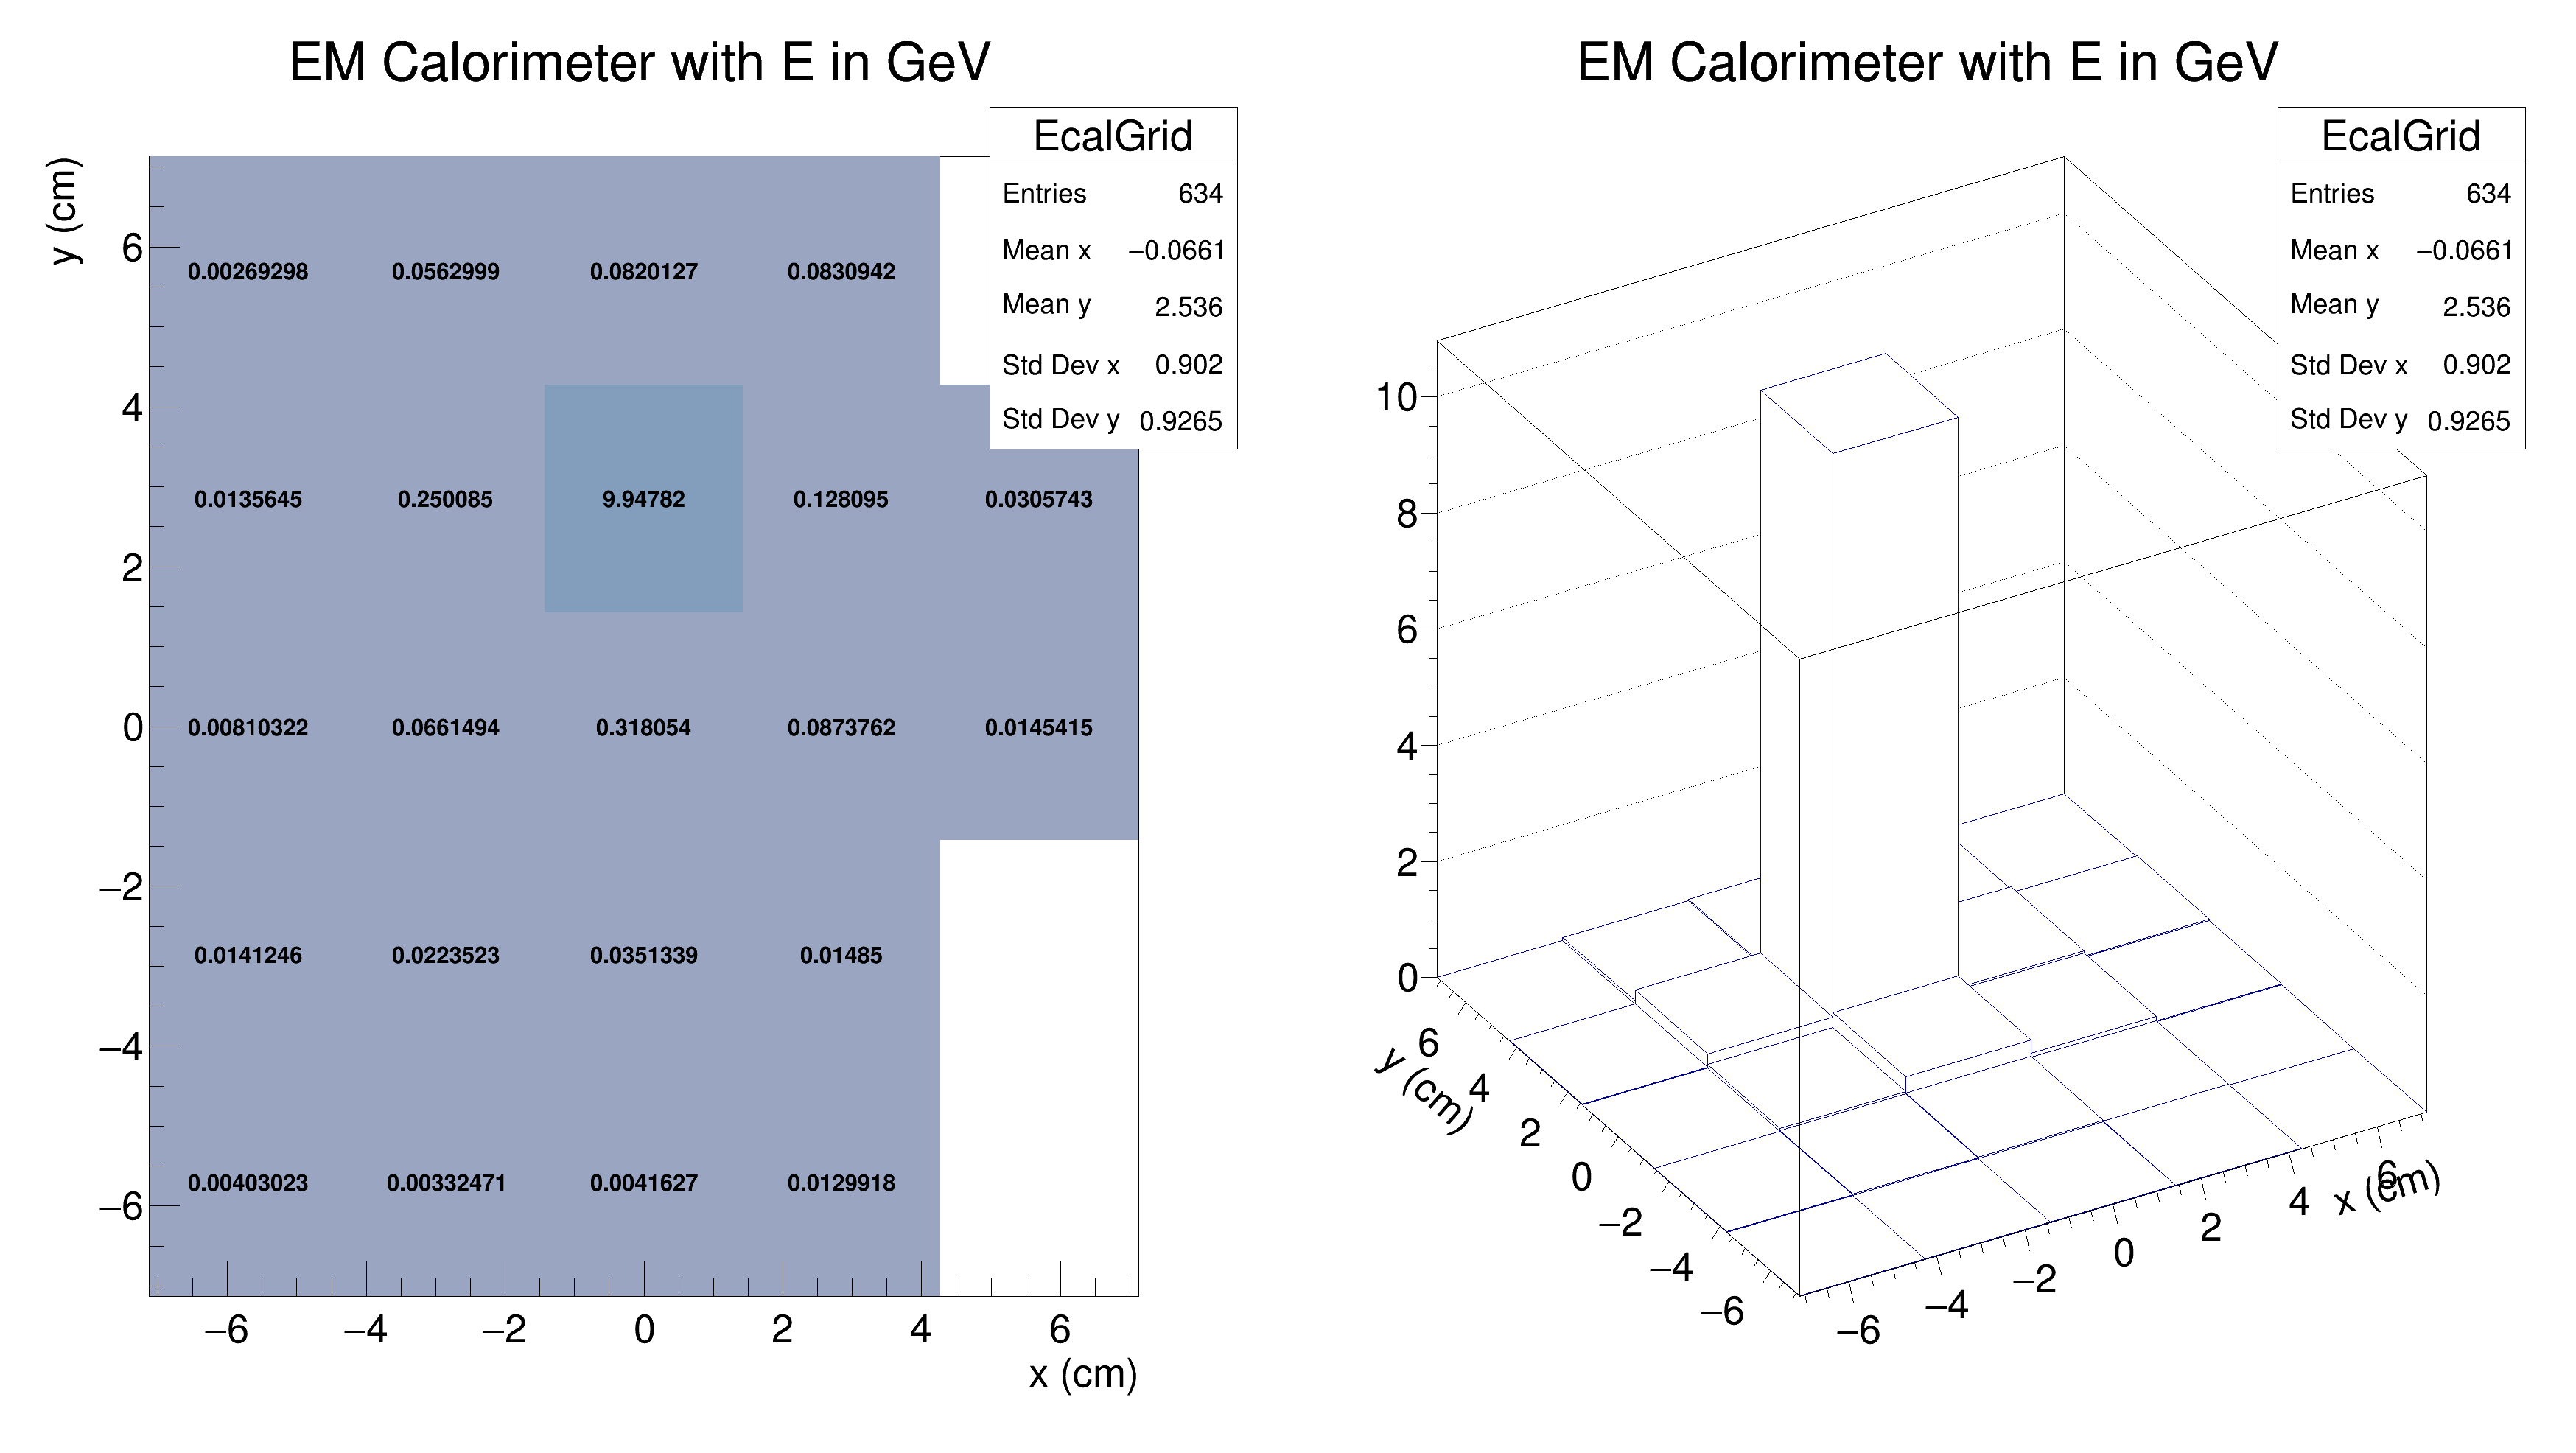 EM Calorimeter with E in GeV
EcalGrid
Entries 634
Mean x −0.0661
Mean y 2.536
Std Dev x 0.902
Std Dev y 0.9265
y (cm)
6
4
2
0
−2
−4
−6
0.00269298 0.0562999 0.0820127 0.0830942
0.0135645 0.250085 9.94782 0.128095 0.0305743
0.00810322 0.0661494 0.318054 0.0873762 0.0145415
0.0141246 0.0223523 0.0351339 0.01485
0.00403023 0.00332471 0.0041627 0.0129918
−6 −4 −2 0 2 4 6
x (cm)
EM Calorimeter with E in GeV
EcalGrid
Entries 634
Mean x −0.0661
Mean y 2.536
Std Dev x 0.902
Std Dev y 0.9265
10
8
6
4
2
0
6
4
2
0
−2
−4
−6
y (cm)
−6 −4 −2 0 2 4 6
x (cm)